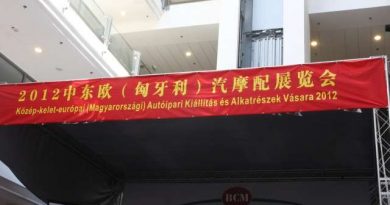 2012中东欧（匈牙利）汽摩配展览会
Közép-kelet-európai (Magyarországi) Autóipari Kiállítás és Alkatrészek Vására 2012
BCM